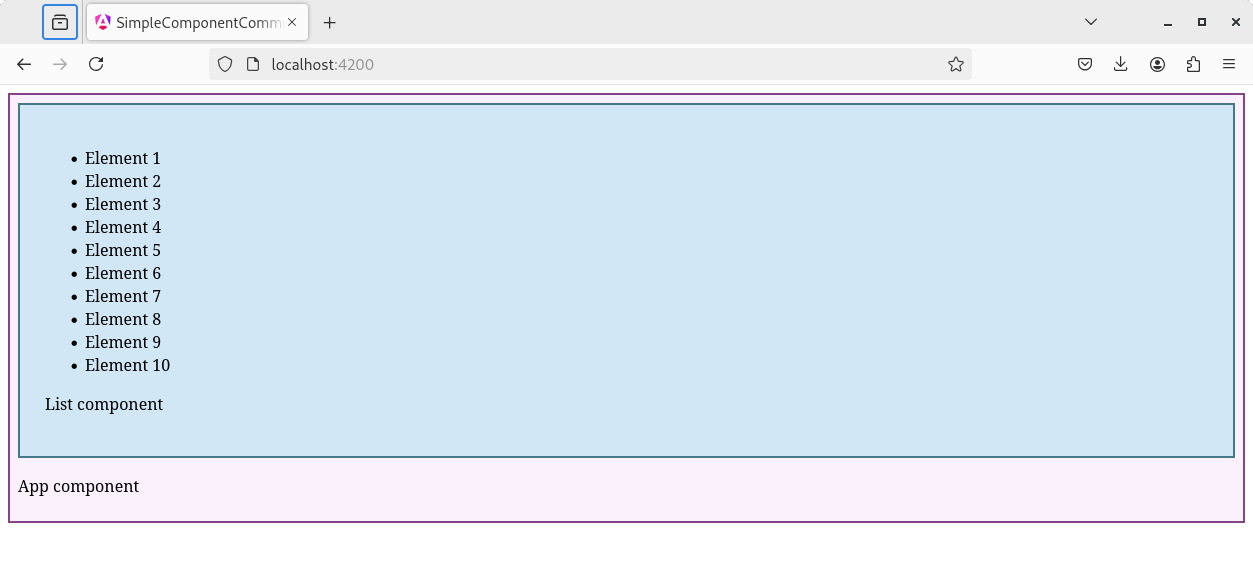 SimpleComponentComm
localhost:4200
Element 1
Element 2
Element 3
Element 4
Element 5
Element 6
Element 7
Element 8
Element 9
Element 10
List component
App component